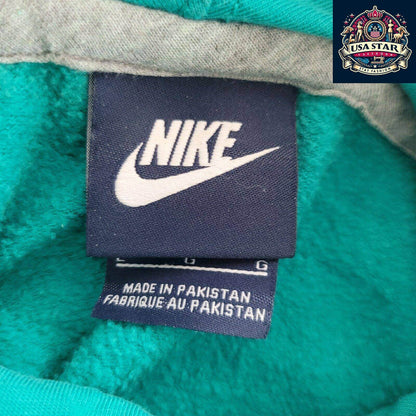 USA STAR
NIKE
G G
MADE IN PAKISTAN
FABRIQUE AU PAKISTAN